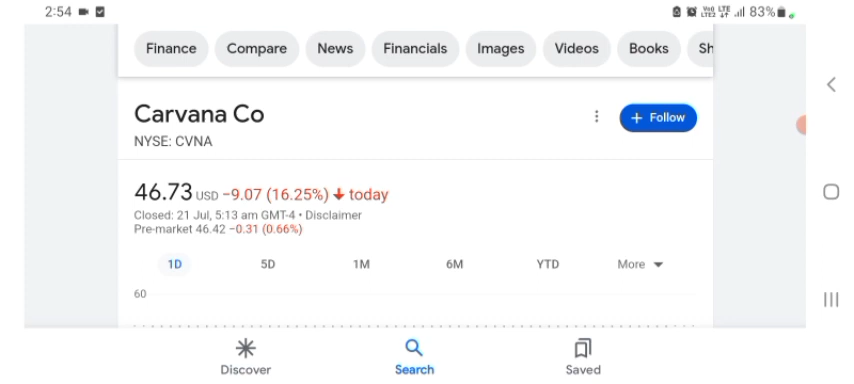 2:54 83%
Finance Compare News Financials Images Videos Books Sh
Carvana Co
NYSE: CVNA
+ Follow
46.73 USD −9.07 (16.25%) ↓ today
Closed: 21 Jul, 5:13 am GMT-4 • Disclaimer
Pre-market 46.42 −0.31 (0.66%)
1D 5D 1M 6M YTD More
60
Discover Search Saved